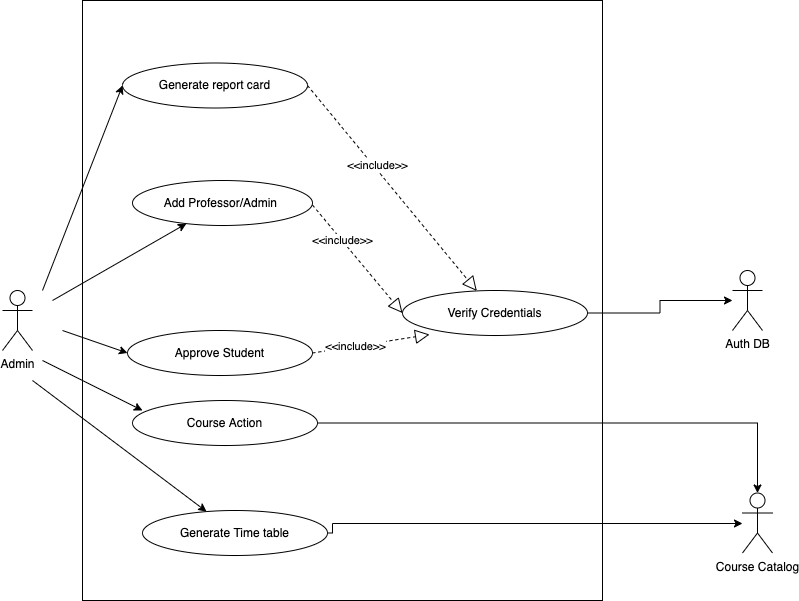 Generate report card
<<include>>
Add Professor/Admin
<<include>>
Verify Credentials
Auth DB
Admin
Approve Student
<<include>>
Course Action
Generate Time table
Course Catalog